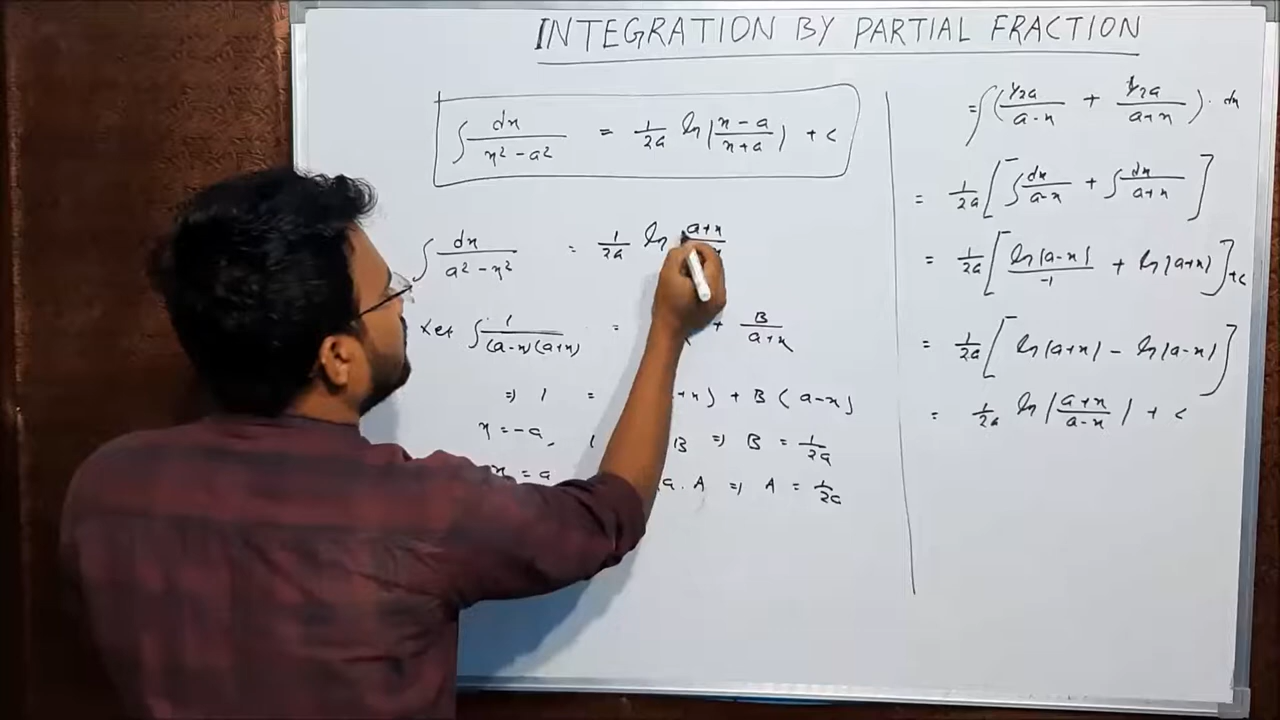 INTEGRATION BY PARTIAL FRACTION
∫ dx / (x² - a²) = 1/2a ln |(x - a)/(x + a)| + c
∫ dx / (a² - x²) = 1/2a ln a+x
Let ∫ 1 / (a-x)(a+x) = + B / (a+x)
=> 1 = +x) + B (a-x)
x = -a, 1 B => B = 1/2a
x = a a. A => A = 1/2a
= ∫ ( (1/2a)/(a-x) + (1/2a)/(a+x) ) . dx
= 1/2a [ ∫ dx/(a-x) + ∫ dx/(a+x) ]
= 1/2a [ ln|a-x| / -1 + ln|a+x| ] + c
= 1/2a [ ln|a+x| - ln|a-x| ]
= 1/2a ln |(a+x)/(a-x)| + c